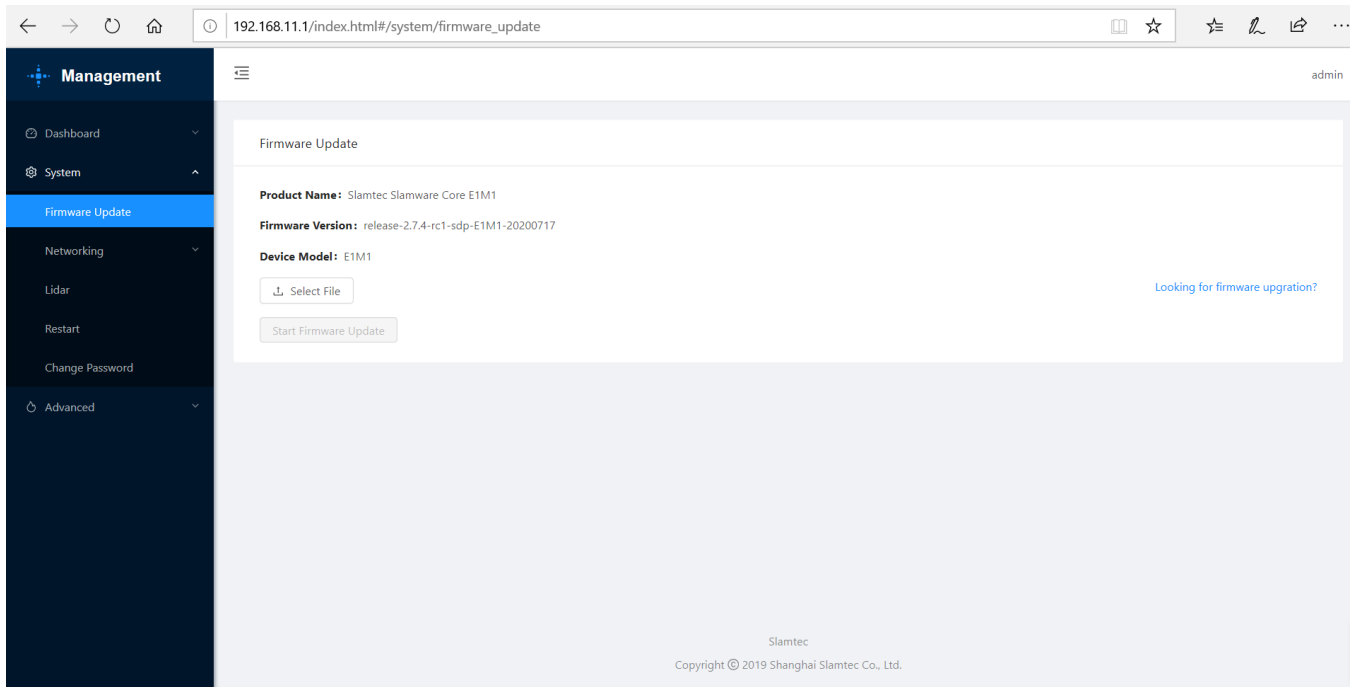 192.168.11.1/index.html#/system/firmware_update
Management
admin
Dashboard
System
Firmware Update
Networking
Lidar
Restart
Change Password
Advanced
Firmware Update
Product Name: Slamtec Slamware Core E1M1
Firmware Version: release-2.7.4-rc1-sdp-E1M1-20200717
Device Model: E1M1
Select File
Looking for firmware upgration?
Start Firmware Update
Slamtec
Copyright © 2019 Shanghai Slamtec Co., Ltd.